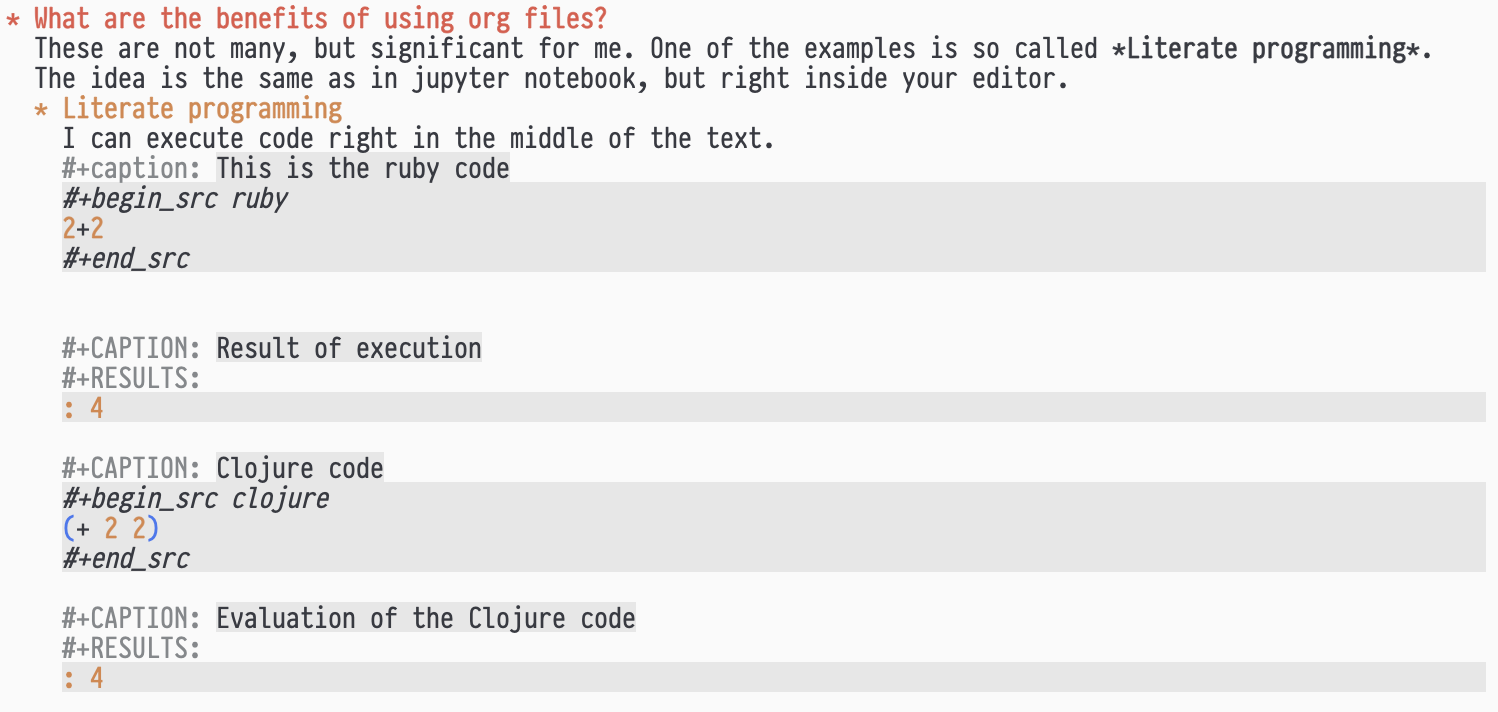 * What are the benefits of using org files?
These are not many, but significant for me. One of the examples is so called *Literate programming*.
The idea is the same as in jupyter notebook, but right inside your editor.
* Literate programming
I can execute code right in the middle of the text.
#+caption: This is the ruby code
#+begin_src ruby
2+2
#+end_src
#+CAPTION: Result of execution
#+RESULTS:
: 4
#+CAPTION: Clojure code
#+begin_src clojure
(+ 2 2)
#+end_src
#+CAPTION: Evaluation of the Clojure code
#+RESULTS:
: 4